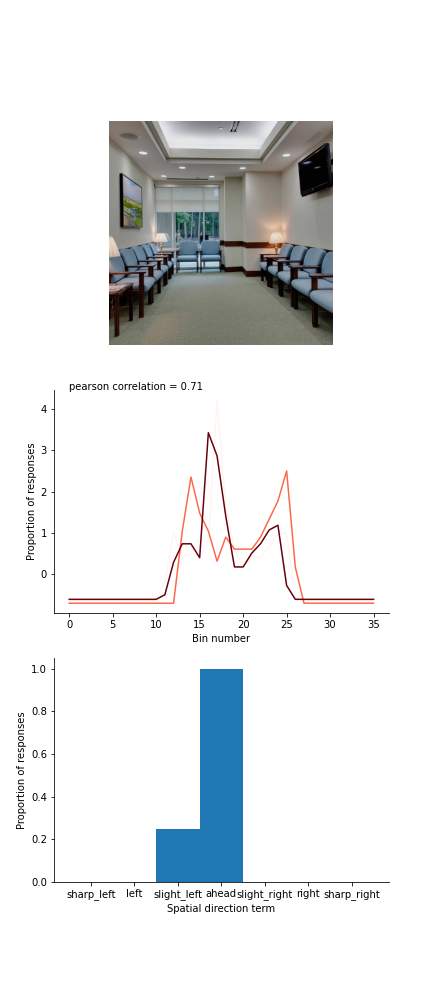 pearson correlation = 0.71
4
3
2
1
0
Proportion of responses
0 5 10 15 20 25 30 35
Bin number
1.0
0.8
0.6
0.4
0.2
0.0
Proportion of responses
sharp_left left slight_left ahead slight_right right sharp_right
Spatial direction term